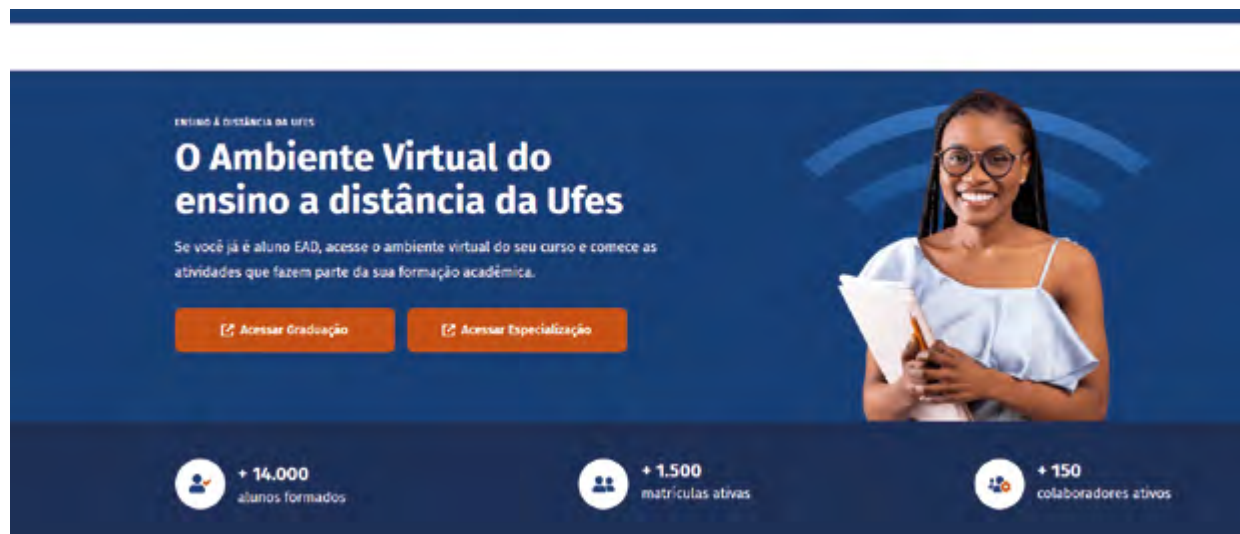 ENSINO À DISTÂNCIA DA UFES
O Ambiente Virtual do
ensino a distância da Ufes
Se você já é aluno EAD, acesse o ambiente virtual do seu curso e comece as
atividades que fazem parte da sua formação acadêmica.
Acessar Graduação
Acessar Especialização
+ 14.000
alunos formados
+ 1.500
matrículas ativas
+ 150
colaboradores ativos